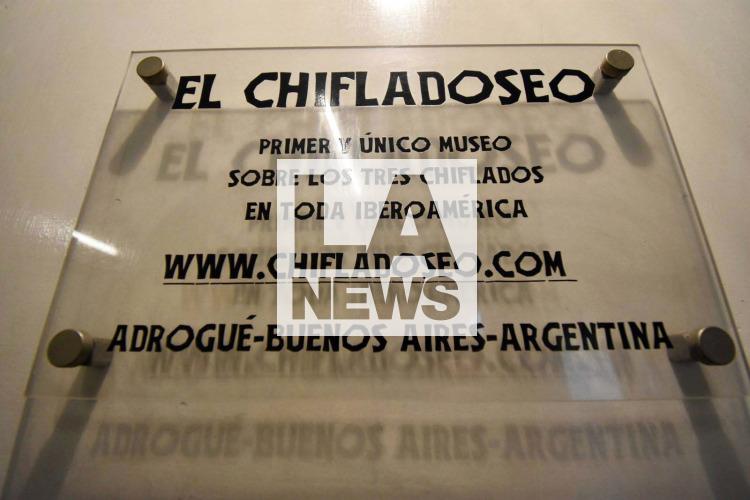 EL CHIFLADOSEO
PRIMER Y ÚNICO MUSEO
SOBRE LOS TRES CHIFLADOS
EN TODA IBEROAMÉRICA
WWW.CHIFLADOSEO.COM
LA
NEWS
ADROGUÉ-BUENOS AIRES-ARGENTINA